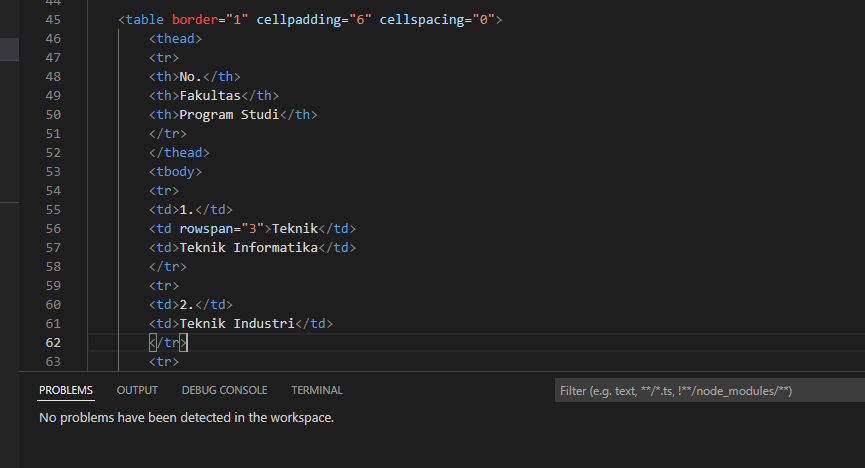 44
45 <table border="1" cellpadding="6" cellspacing="0">
46 <thead>
47 <tr>
48 <th>No.</th>
49 <th>Fakultas</th>
50 <th>Program Studi</th>
51 </tr>
52 </thead>
53 <tbody>
54 <tr>
55 <td>1.</td>
56 <td rowspan="3">Teknik</td>
57 <td>Teknik Informatika</td>
58 </tr>
59 <tr>
60 <td>2.</td>
61 <td>Teknik Industri</td>
62 </tr>
63 <tr>
PROBLEMS OUTPUT DEBUG CONSOLE TERMINAL Filter (e.g. text, **/*.ts, !**/node_modules/**)
No problems have been detected in the workspace.